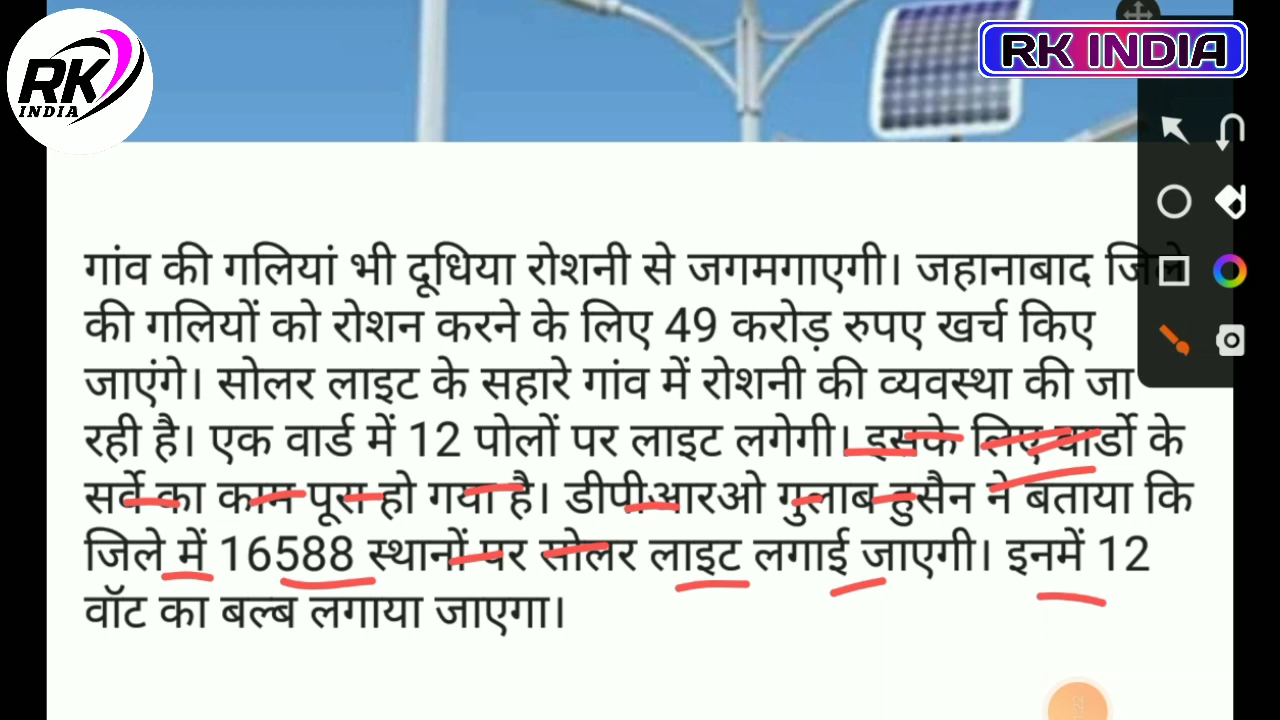 RK
INDIA
RK INDIA
गांव की गलियां भी दूधिया रोशनी से जगमगाएगी। जहानाबाद जिले
की गलियों को रोशन करने के लिए 49 करोड़ रुपए खर्च किए
जाएंगे। सोलर लाइट के सहारे गांव में रोशनी की व्यवस्था की जा
रही है। एक वार्ड में 12 पोलों पर लाइट लगेगी। इसके लिए वार्डो के
सर्वे का काम पूरा हो गया है। डीपीआरओ गुलाब हुसैन ने बताया कि
जिले में 16588 स्थानों पर सोलर लाइट लगाई जाएगी। इनमें 12
वॉट का बल्ब लगाया जाएगा।